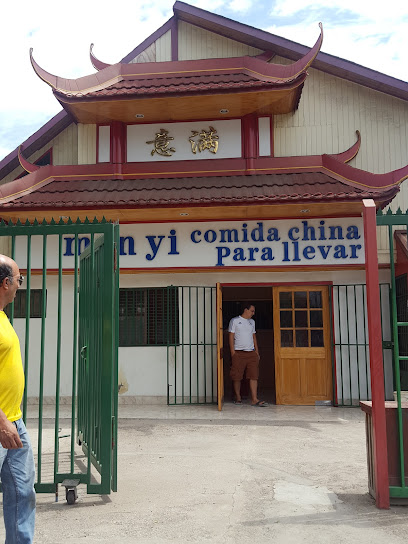 满意
man yi comida china
para llevar